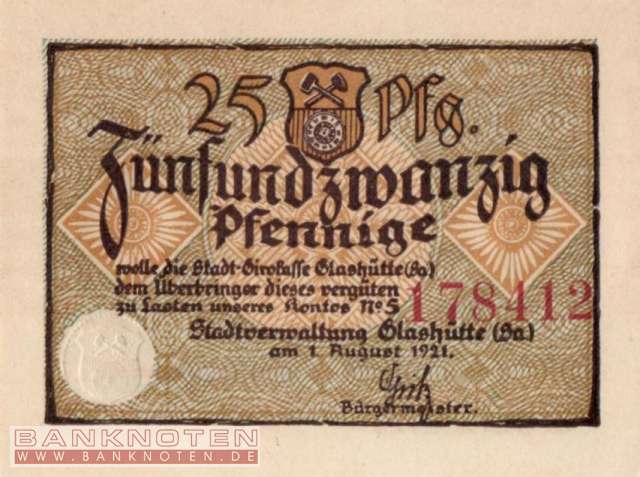 25 Pfg.
Fünfundzwanzig
Pfennige
wolle die Stadt-Girokasse Glashütte (Sa)
dem Überbringer dieses vergüten
zu Lasten unseres Kontos No 5
178412
Stadtverwaltung Glashütte (Sa)
am 1. August 1921.
Bürgermeister.
BANKNOTEN
WWW.BANKNOTEN.DE